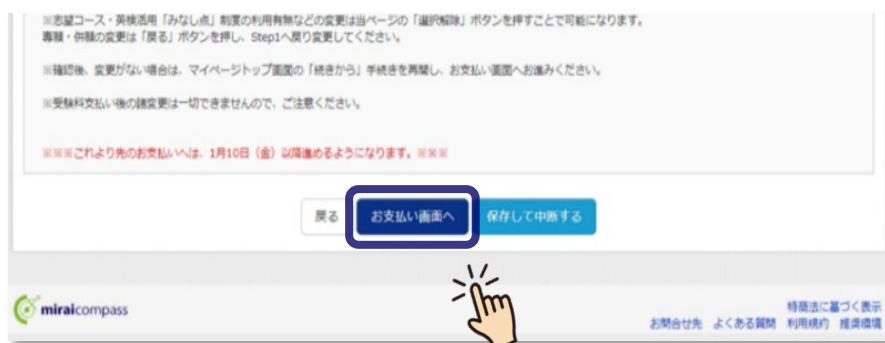 ※志望コース・英検活用「みなし点」制度の利用有無などの変更は当ページの「選択解除」ボタンを押すことで可能になります。
専願・併願の変更は「戻る」ボタンを押し、Step1へ戻り変更してください。
※確認後、変更がない場合は、マイページトップ画面の「続きから」手続きを再開し、お支払い画面へお進みください。
※受験料支払い後の諸変更は一切できませんので、ご注意ください。
※※※これより先のお支払いへは、1月10日（金）以降進めるようになります。※※※
戻る お支払い画面へ 保存して中断する
miraicompass
特商法に基づく表示
お問合せ先 よくある質問 利用規約 推奨環境